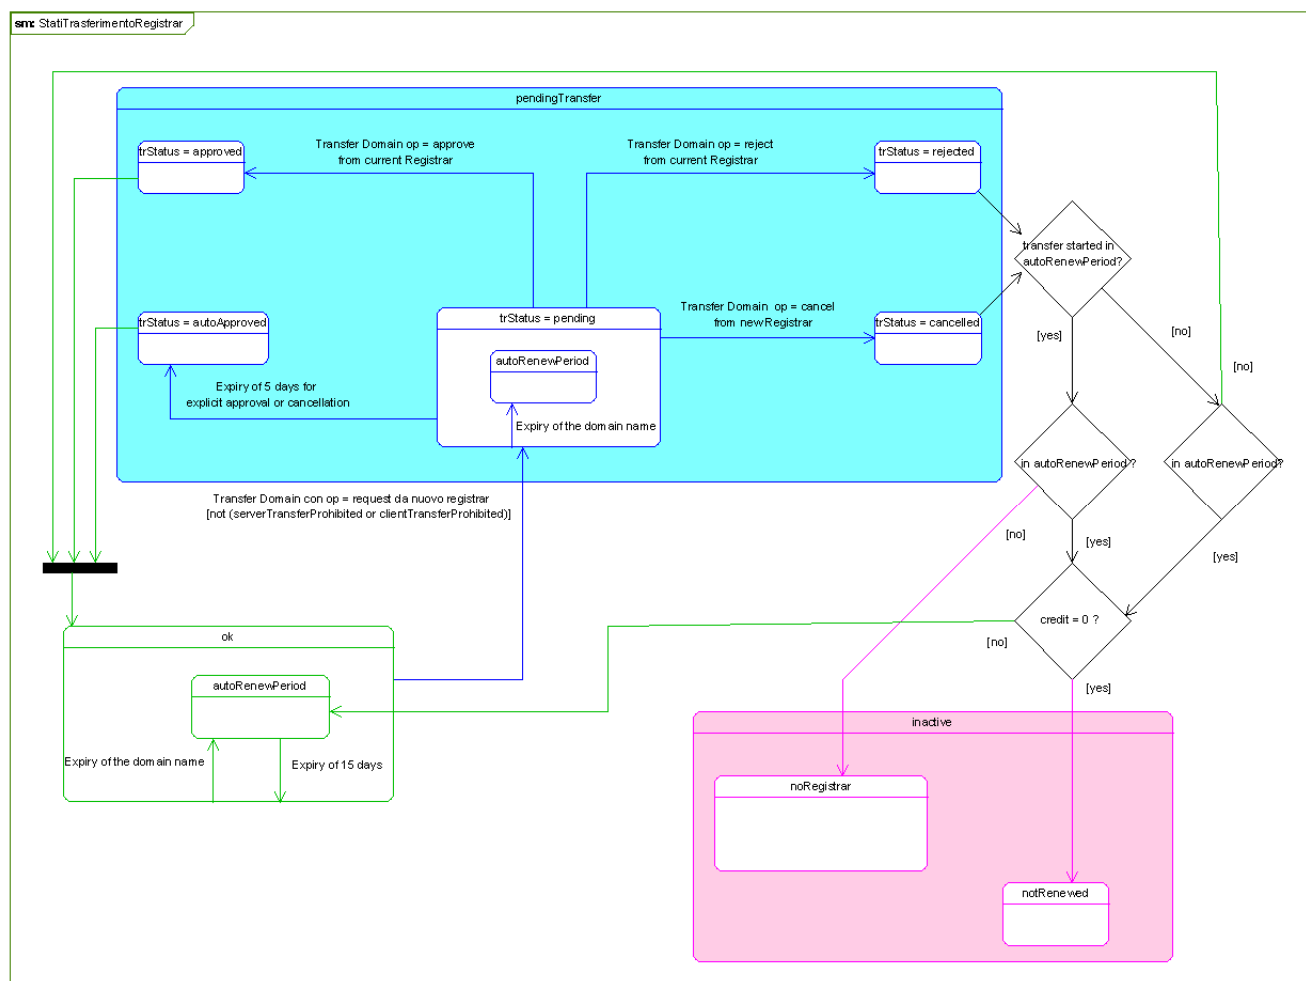 sm: StatiTrasferimentoRegistrar
pendingTransfer
trStatus = approved
Transfer Domain op = approve
from current Registrar
Transfer Domain op = reject
from current Registrar
trStatus = rejected
transfer started in
autoRenewPeriod?
trStatus = autoApproved
trStatus = pending
Transfer Domain op = cancel
from new Registrar
trStatus = cancelled
autoRenewPeriod
[yes]
[no]
[no]
Expiry of 5 days for
explicit approval or cancellation
Expiry of the domain name
in autoRenewPeriod ?
in autoRenewPeriod?
Transfer Domain con op = request da nuovo registrar
[not (serverTransferProhibited or clientTransferProhibited)]
[no]
[yes]
[yes]
credit = 0 ?
[no]
[yes]
ok
autoRenewPeriod
Expiry of the domain name
Expiry of 15 days
inactive
noRegistrar
notRenewed